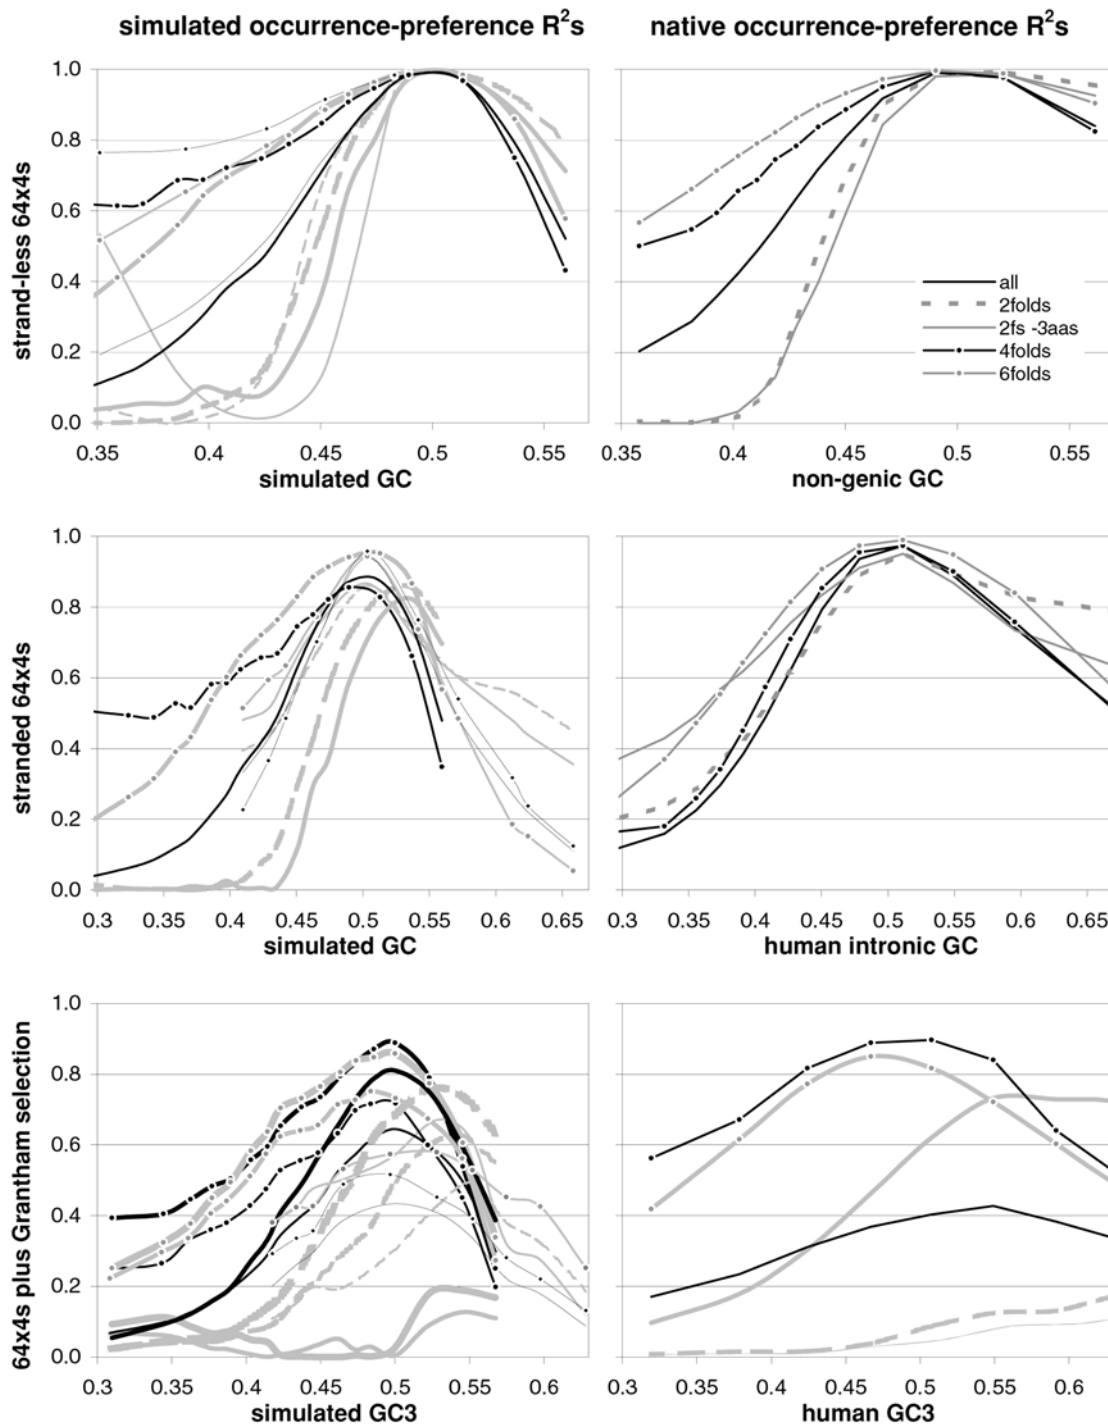 simulated occurrence-preference R²s native occurrence-preference R²s
strand-less 64x4s
1.0
0.8
0.6
0.4
0.2
0.0
0.35 0.4 0.45 0.5 0.55
simulated GC
all
2folds
2fs -3aas
4folds
6folds
0.35 0.4 0.45 0.5 0.55
non-genic GC
stranded 64x4s
1.0
0.8
0.6
0.4
0.2
0.0
0.3 0.35 0.4 0.45 0.5 0.55 0.6 0.65
simulated GC
0.3 0.35 0.4 0.45 0.5 0.55 0.6 0.65
human intronic GC
64x4s plus Grantham selection
1.0
0.8
0.6
0.4
0.2
0.0
0.3 0.35 0.4 0.45 0.5 0.55 0.6
simulated GC3
0.3 0.35 0.4 0.45 0.5 0.55 0.6
human GC3